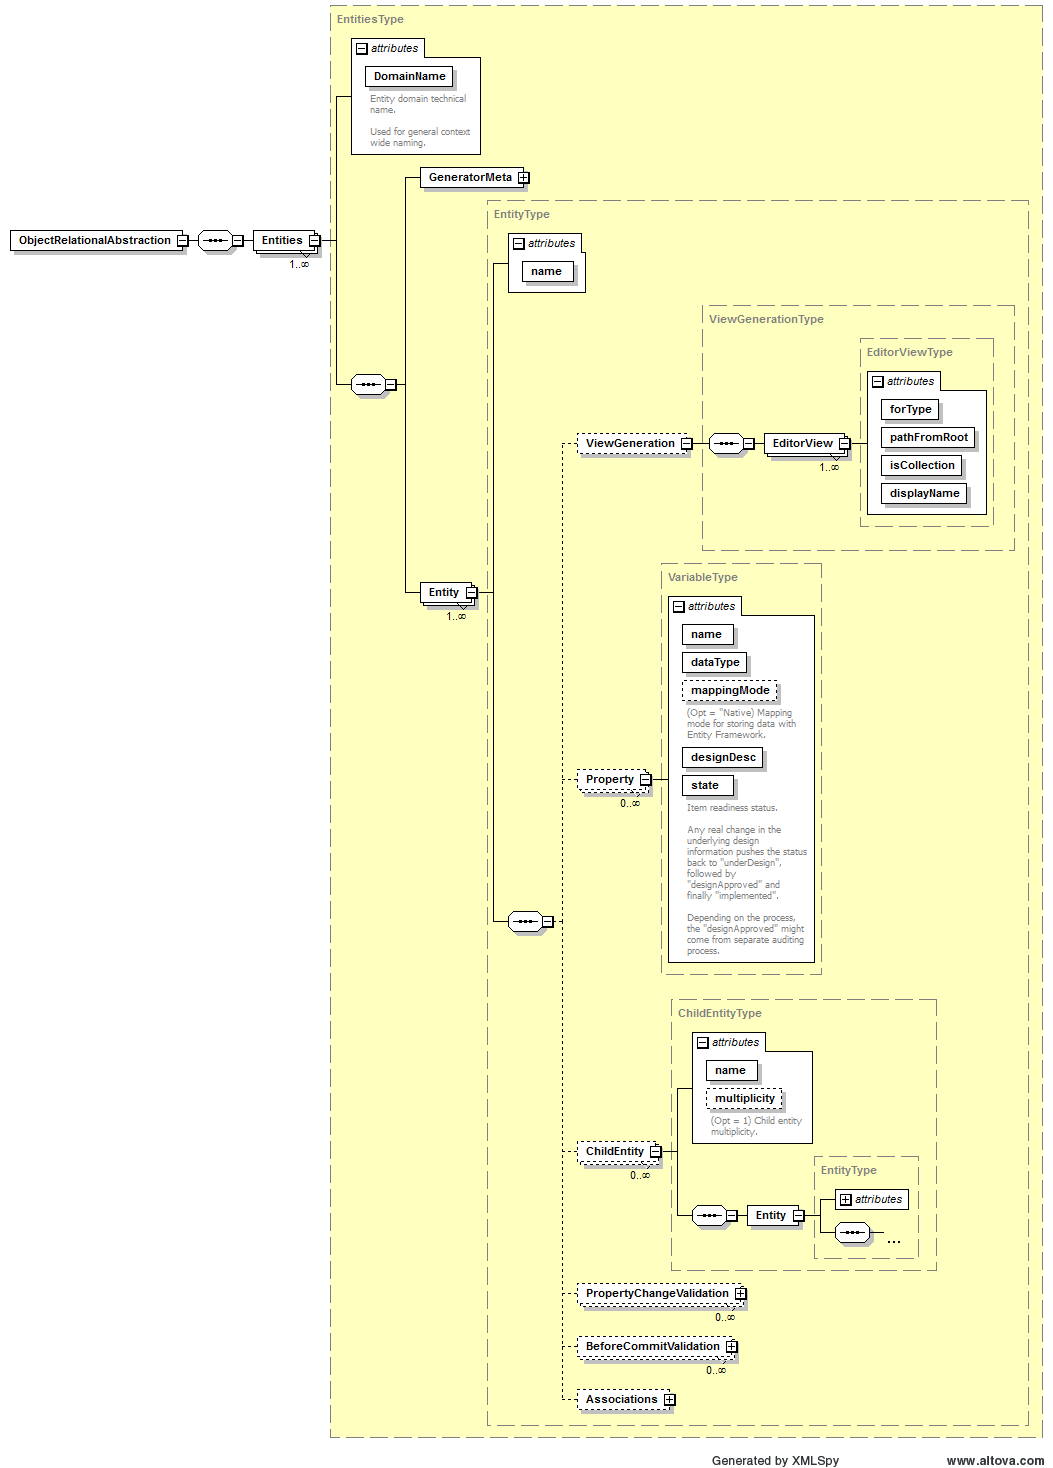 EntitiesType
attributes
DomainName
Entity domain technical
name.
Used for general context
wide naming.
GeneratorMeta
ObjectRelationalAbstraction
Entities
1..∞
EntityType
attributes
name
ViewGenerationType
EditorViewType
attributes
forType
pathFromRoot
isCollection
displayName
ViewGeneration
EditorView
1..∞
Entity
1..∞
VariableType
attributes
name
dataType
mappingMode
(Opt = "Native) Mapping
mode for storing data with
Entity Framework.
designDesc
state
Item readiness status.
Any real change in the
underlying design
information pushes the status
back to "underDesign",
followed by
"designApproved" and
finally "implemented".
Depending on the process,
the "designApproved" might
come from separate auditing
process.
Property
0..∞
ChildEntityType
attributes
name
multiplicity
(Opt = 1) Child entity
multiplicity.
ChildEntity
0..∞
EntityType
attributes
Entity
...
PropertyChangeValidation
0..∞
BeforeCommitValidation
0..∞
Associations
Generated by XMLSpy
www.altova.com